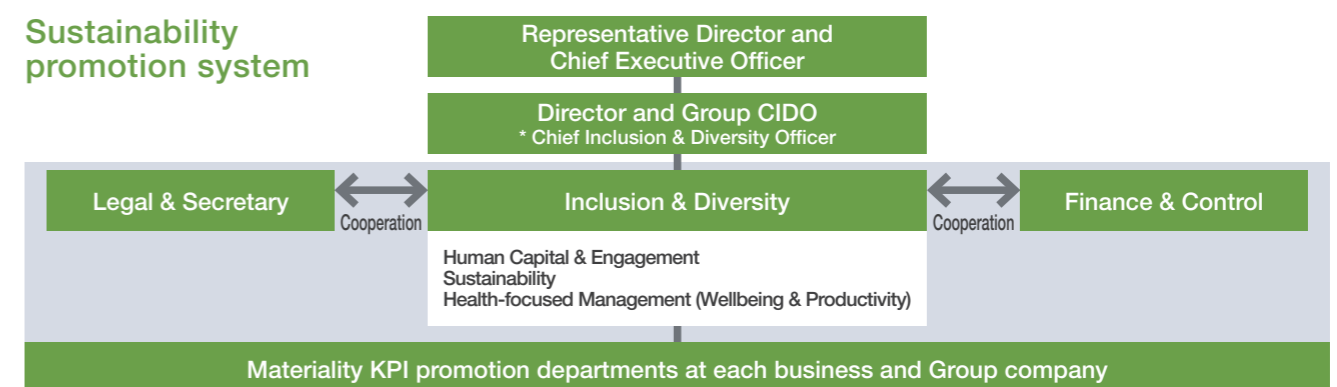 Sustainability
promotion system
Representative Director and
Chief Executive Officer
Director and Group CIDO
* Chief Inclusion & Diversity Officer
Legal & Secretary
Cooperation
Inclusion & Diversity
Cooperation
Finance & Control
Human Capital & Engagement
Sustainability
Health-focused Management (Wellbeing & Productivity)
Materiality KPI promotion departments at each business and Group company